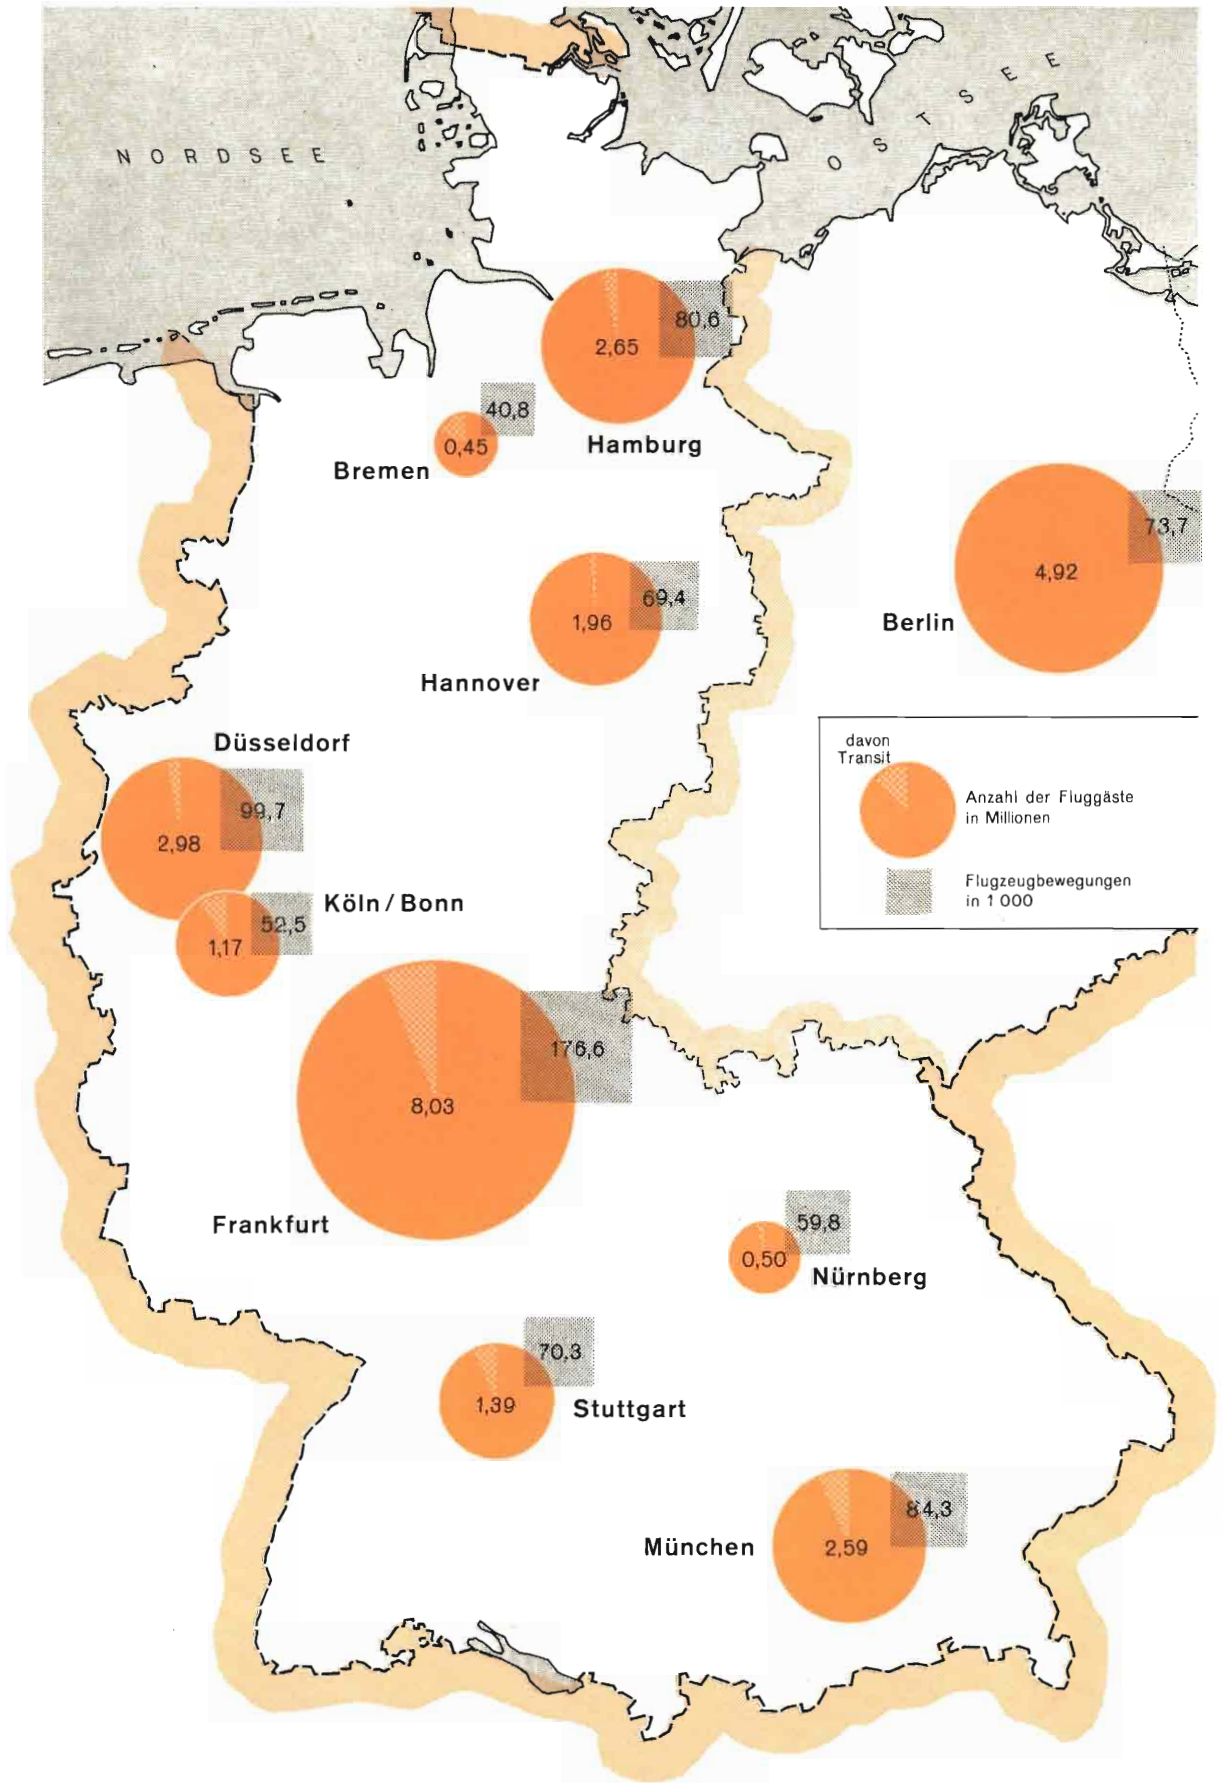 NORDSEE
OSTSEE
80,6
2,65
Hamburg
40,8
0,45
Bremen
73,7
4,92
Berlin
69,4
1,96
Hannover
Düsseldorf
99,7
2,98
Köln / Bonn
52,5
1,17
davon
Transit
Anzahl der Fluggäste
in Millionen
Flugzeugbewegungen
in 1 000
176,6
8,03
Frankfurt
59,8
0,50
Nürnberg
70,3
1,39
Stuttgart
84,3
2,59
München